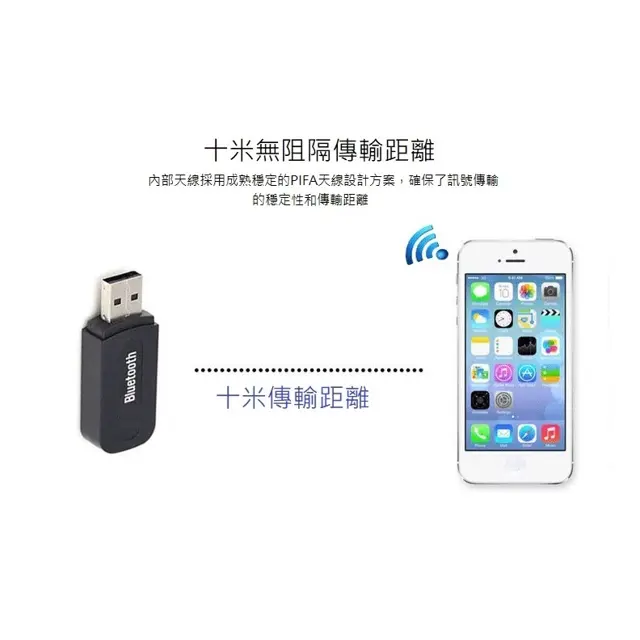 十米無阻隔傳輸距離
內部天線採用成熟穩定的PIFA天線設計方案，確保了訊號傳輸
的穩定性和傳輸距離
Bluetooth
十米傳輸距離